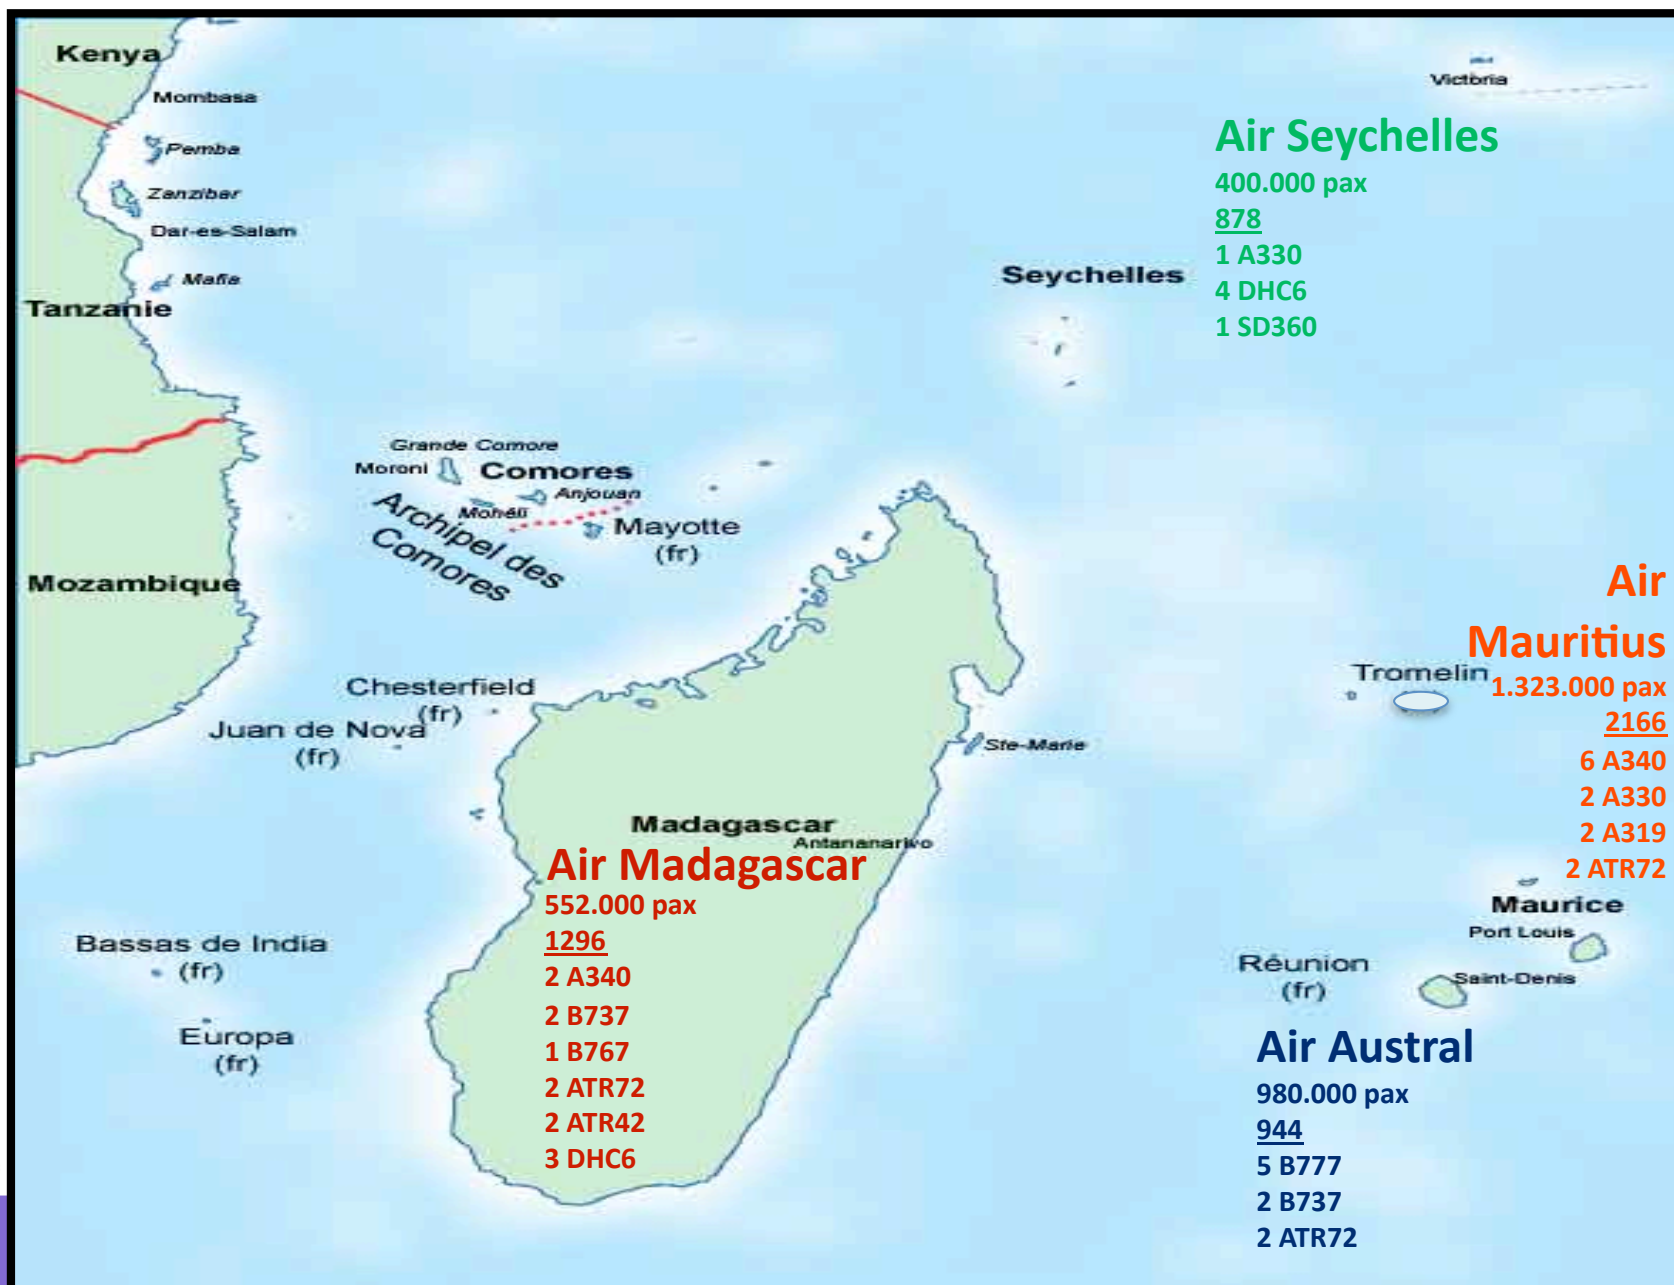 Kenya
Mombasa
Pemba
Zanzibar
Dar-es-Salam
Mafia
Tanzanie
Victoria
Air Seychelles
400.000 pax
878
1 A330
4 DHC6
1 SD360
Seychelles
Grande Comore
Moroni
Comores
Anjouan
Mohéli
Archipel des
Comores
Mayotte
(fr)
Mozambique
Air
Mauritius
1.323.000 pax
2166
6 A340
2 A330
2 A319
2 ATR72
Tromelin
Chesterfield
(fr)
Juan de Nova
(fr)
Ste-Marie
Madagascar
Antananarivo
Air Madagascar
552.000 pax
1296
2 A340
2 B737
1 B767
2 ATR72
2 ATR42
3 DHC6
Maurice
Port Louis
Bassas de India
(fr)
Europa
(fr)
Réunion
(fr)
Saint-Denis
Air Austral
980.000 pax
944
5 B777
2 B737
2 ATR72